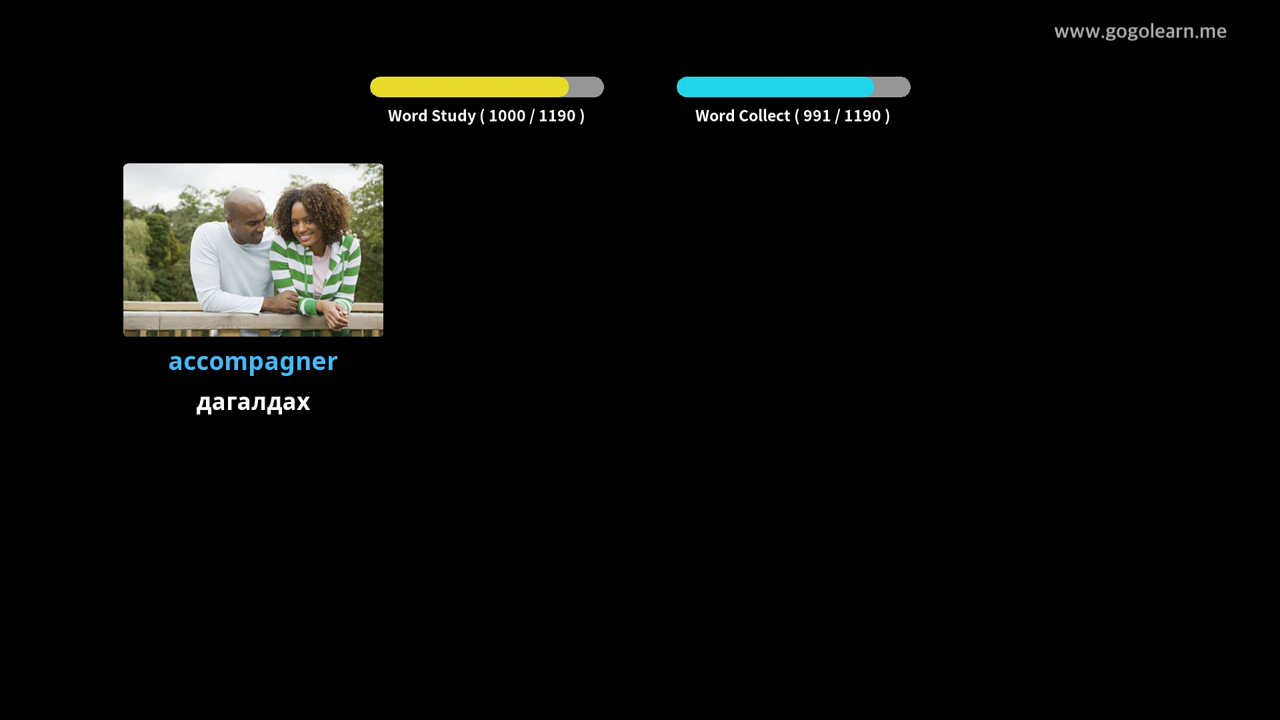 www.gogolearn.me
Word Study ( 1000 / 1190 )
Word Collect ( 991 / 1190 )
accompagner
дагалдах